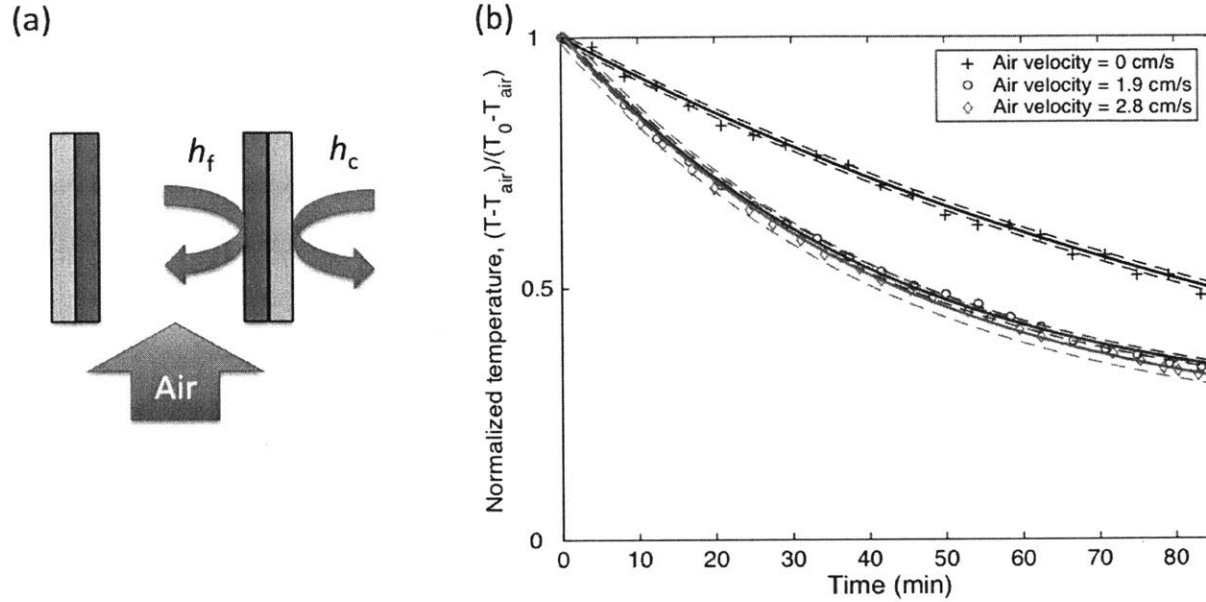 (a)
h_f
h_c
Air
(b)
Normalized temperature, (T-T_air)/(T_0-T_air)
1
0.5
0
0 10 20 30 40 50 60 70 80
Time (min)
+ Air velocity = 0 cm/s
○ Air velocity = 1.9 cm/s
◇ Air velocity = 2.8 cm/s